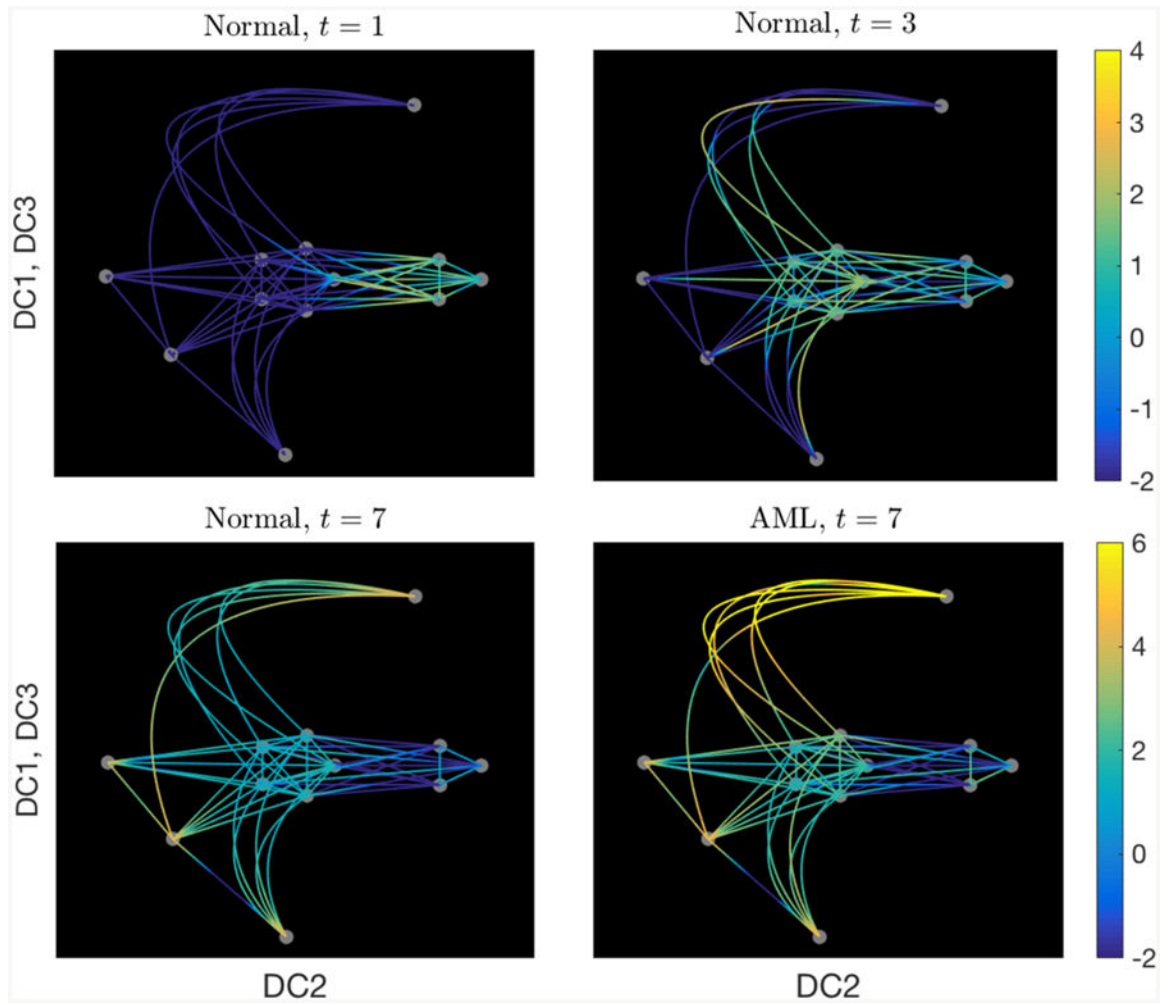 Normal, t = 1
Normal, t = 3
DC1, DC3
4
3
2
1
0
-1
-2
Normal, t = 7
AML, t = 7
DC1, DC3
6
4
2
0
-2
DC2
DC2